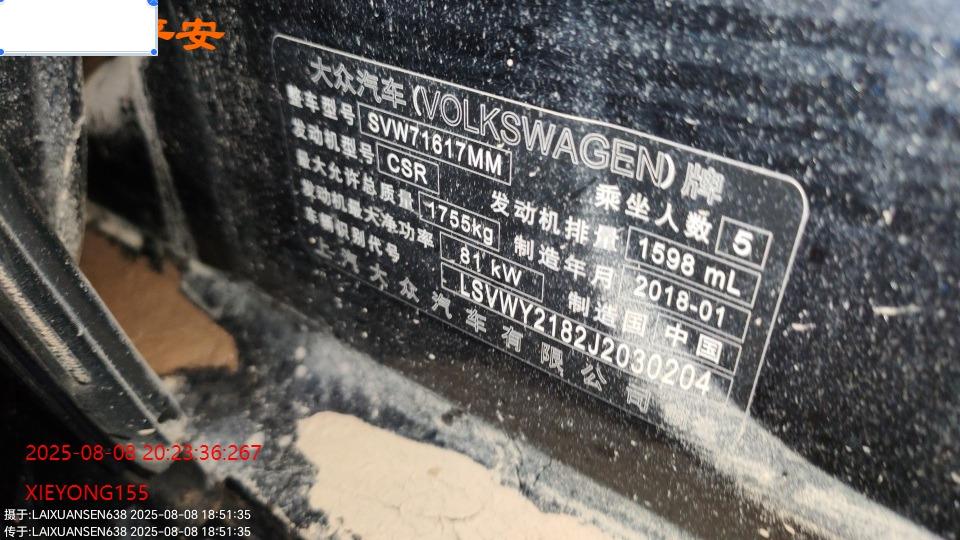 平安
大众汽车(VOLKSWAGEN)牌
整车型号 SVW71617MM 乘坐人数 5
发动机型号 CSR 发动机排量 1598 mL
最大允许总质量 1755kg 制造年月 2018-01
发动机最大净功率 81 kW 制造国 中国
车辆识别代号 LSVWY2182J2030204
上汽大众汽车有限公司
2025-08-08 20:23:36:267
XIEYONG155
摄于:LAIXUANSEN638 2025-08-08 18:51:35
传于:LAIXUANSEN638 2025-08-08 18:51:35